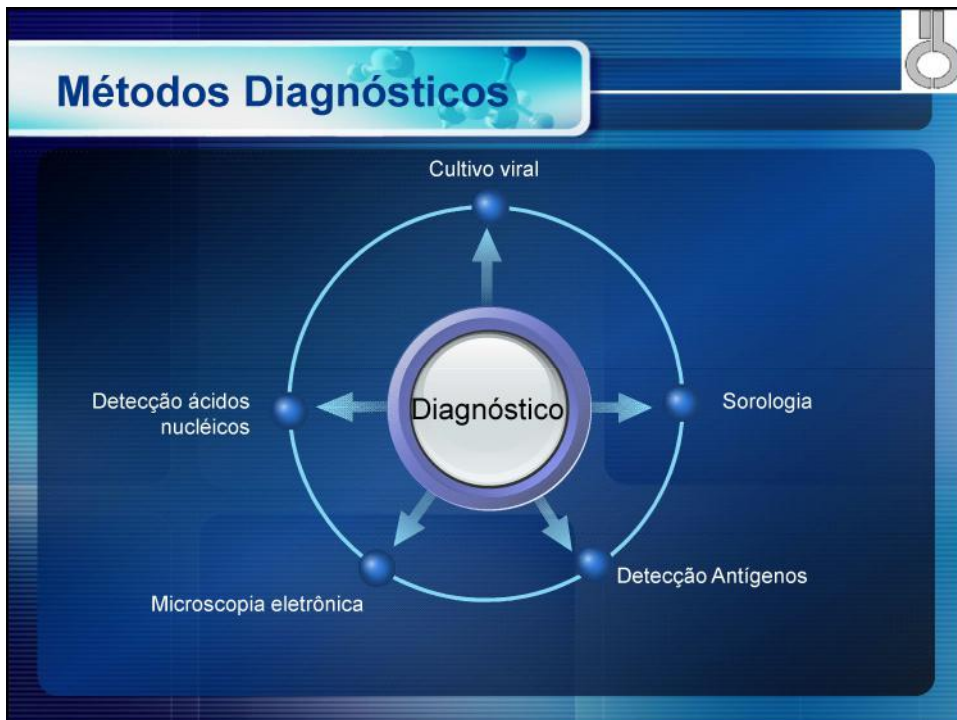 Métodos Diagnósticos
Cultivo viral
Detecção ácidos
nucléicos
Diagnóstico
Sorologia
Detecção Antígenos
Microscopia eletrônica